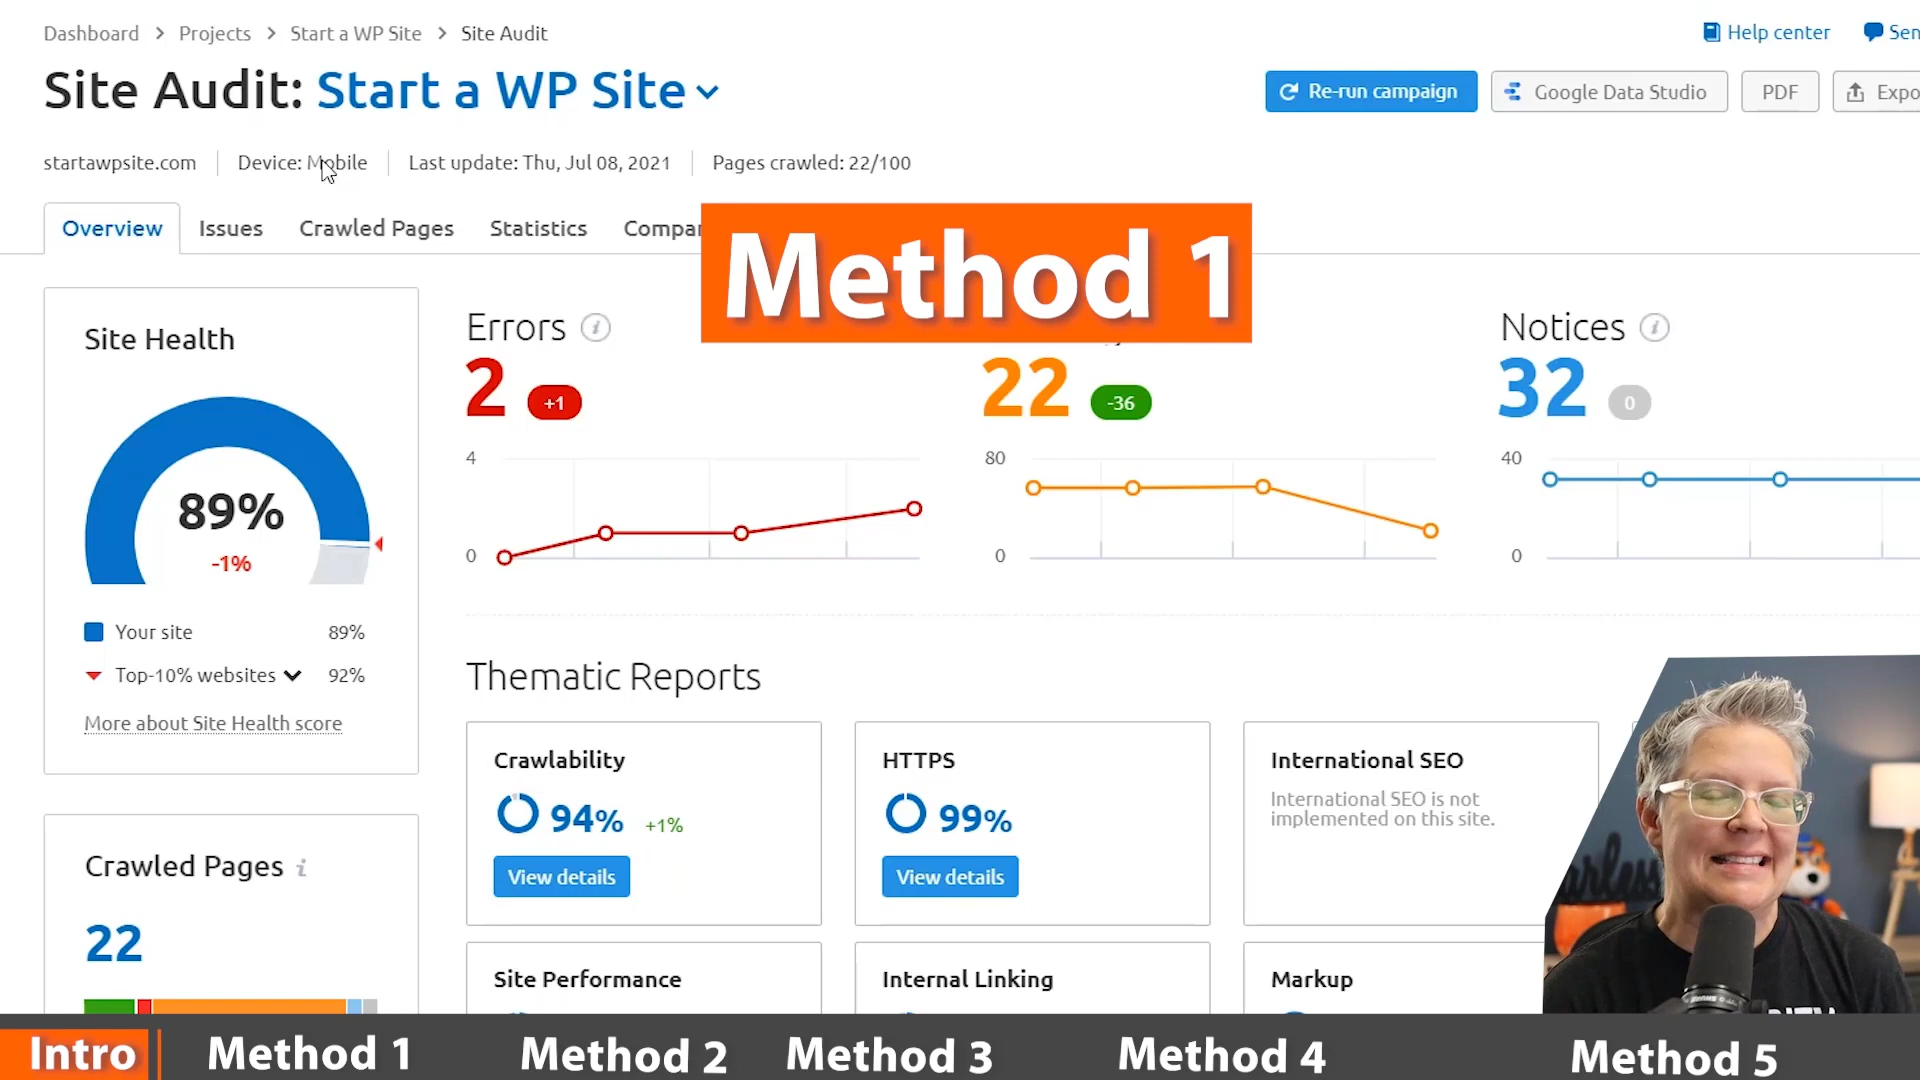 Dashboard > Projects > Start a WP Site > Site Audit
Help center
Site Audit: Start a WP Site
Re-run campaign
Google Data Studio
PDF
startawpsite.com
Device: Mobile
Last update: Thu, Jul 08, 2021
Pages crawled: 22/100
Overview
Issues
Crawled Pages
Statistics
Method 1
Site Health
89%
-1%
Your site 89%
Top-10% websites 92%
More about Site Health score
Errors
2 +1
4
0
22 -36
80
0
Notices
32 0
40
0
Thematic Reports
Crawlability
94% +1%
View details
HTTPS
99%
View details
International SEO
International SEO is not
implemented on this site.
Crawled Pages
22
Site Performance
Internal Linking
Markup
Intro
Method 1
Method 2
Method 3
Method 4
Method 5